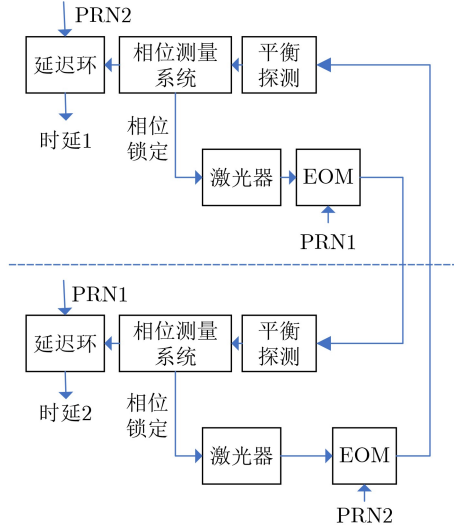 PRN2
延迟环
相位测量
系统
平衡
探测
时延1
相位
锁定
激光器
EOM
PRN1
PRN1
延迟环
相位测量
系统
平衡
探测
时延2
相位
锁定
激光器
EOM
PRN2